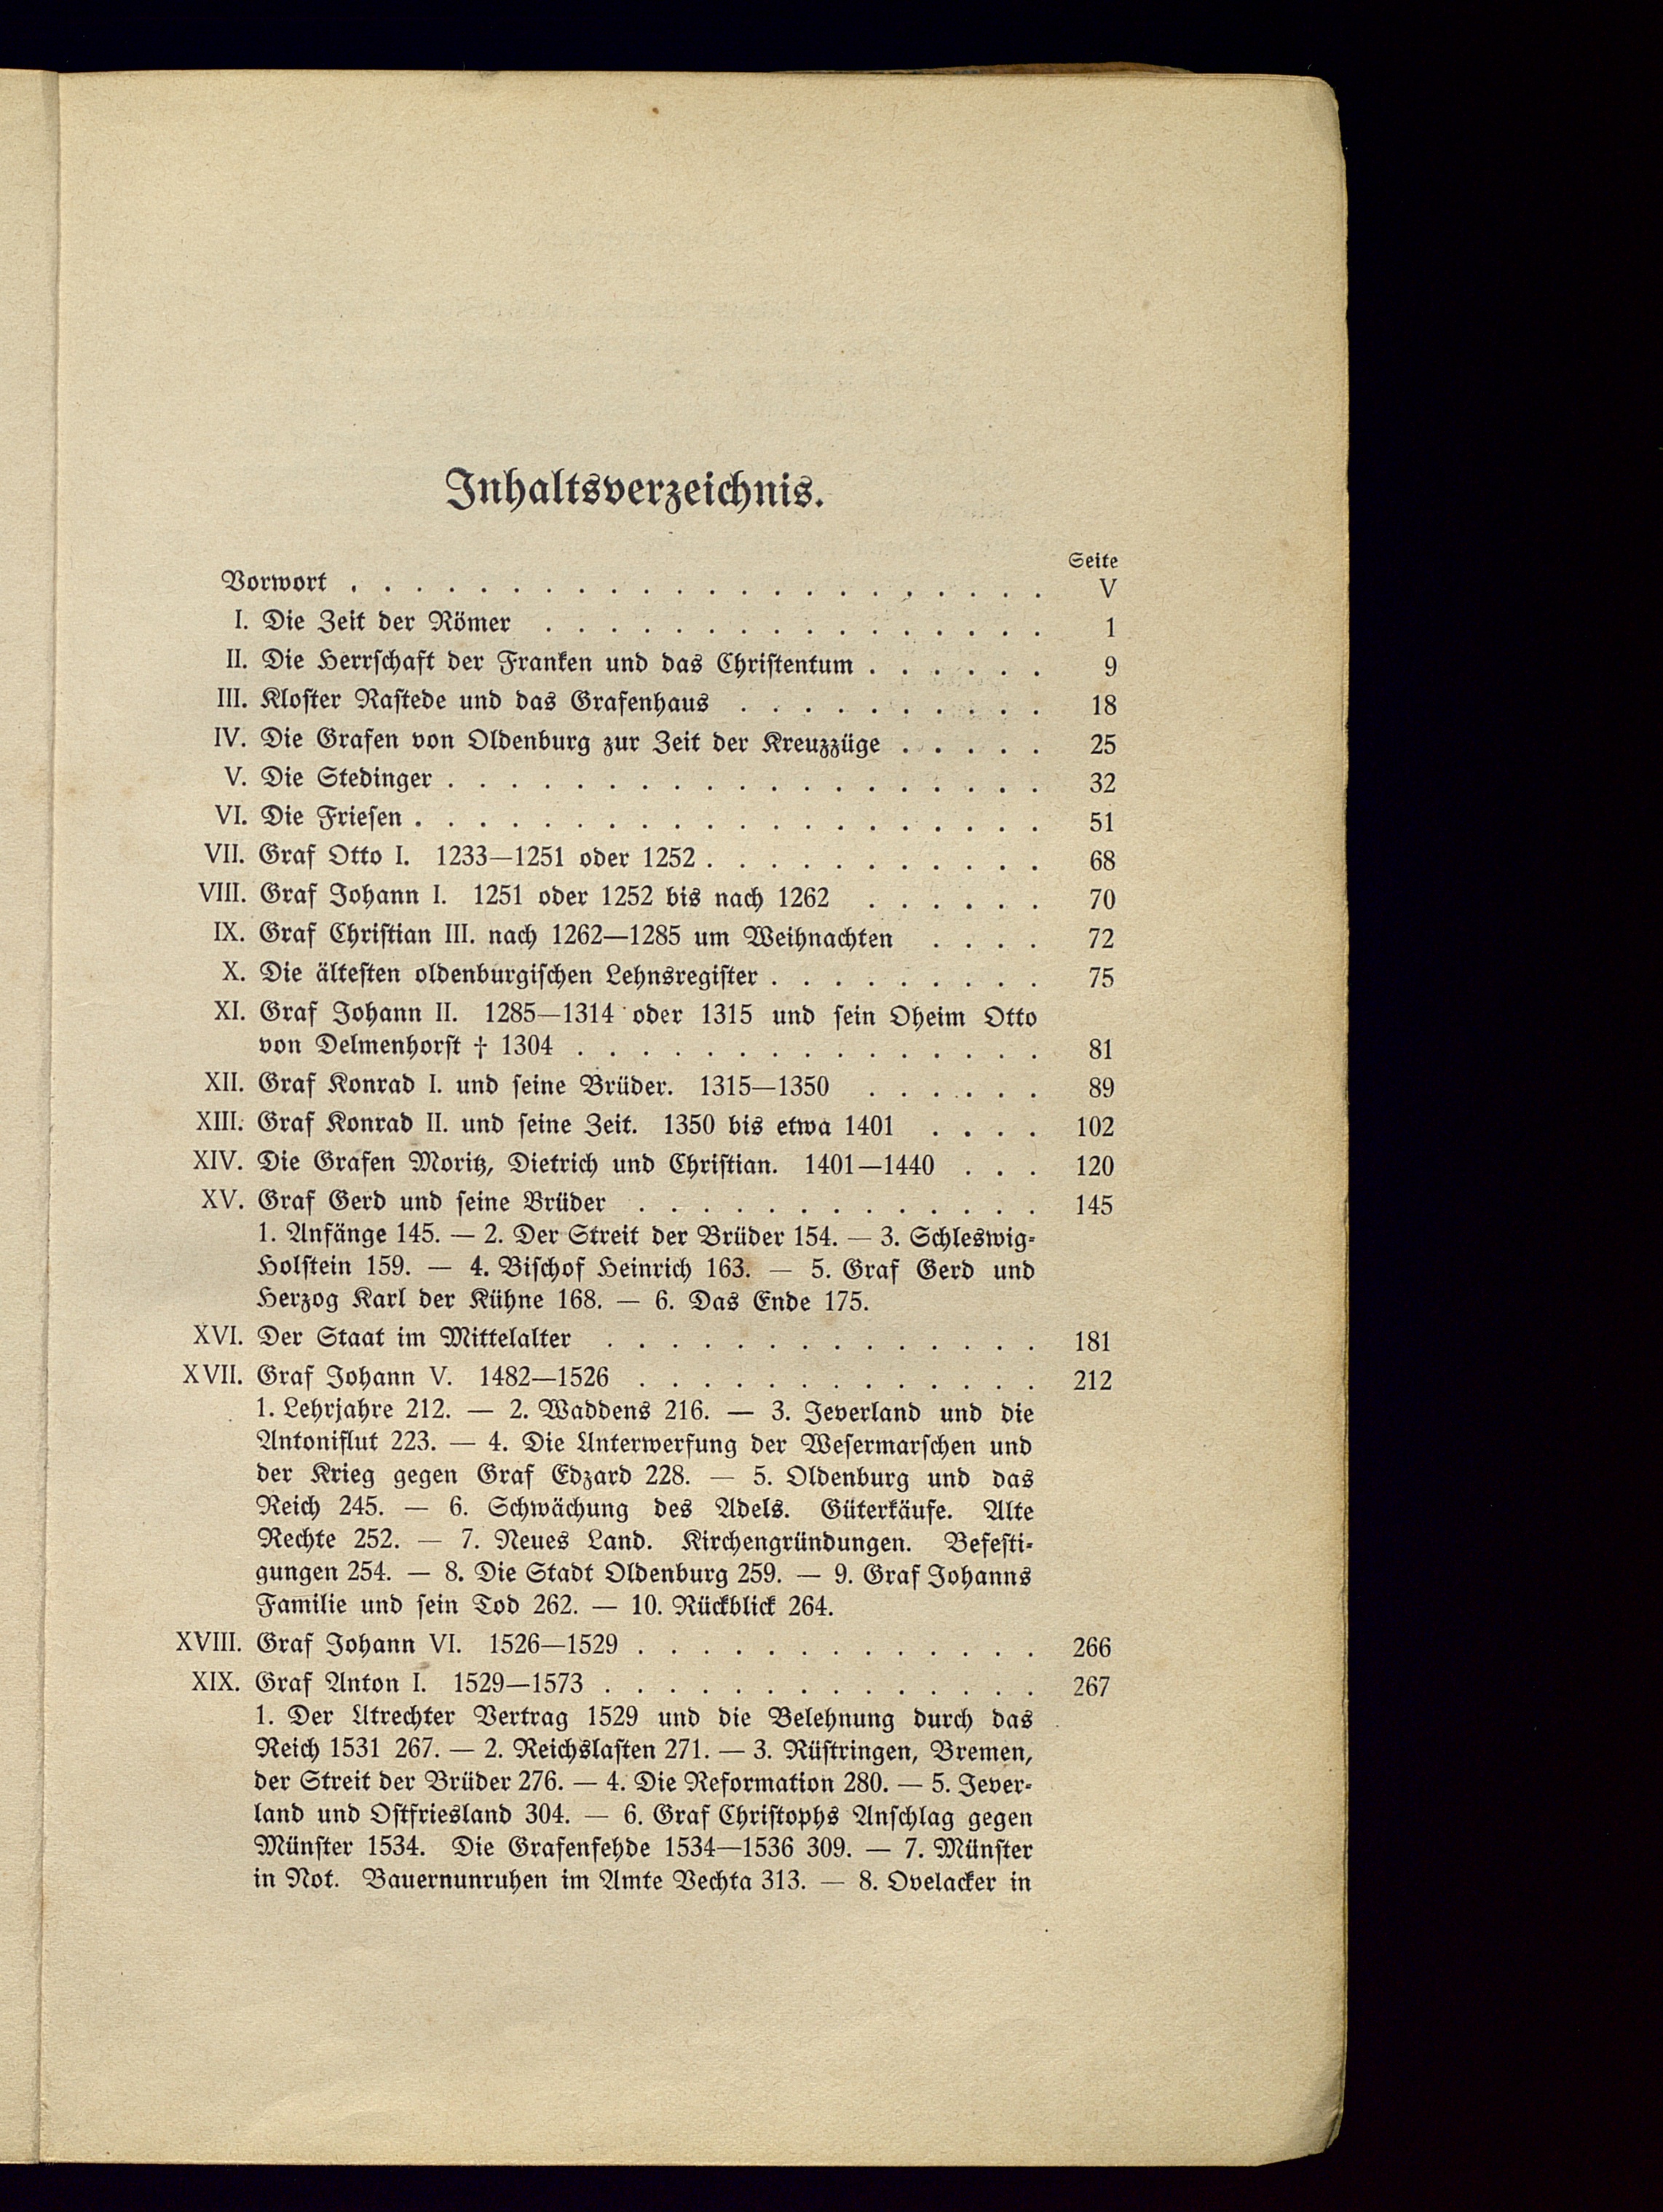 Inhaltsverzeichnis.
Seite
Vorwort . . . . . . . . . . . . . . . . . . . . . . V
I. Die Zeit der Römer . . . . . . . . . . . . . . . . 1
II. Die Herrschaft der Franken und das Christentum . . . . . . 9
III. Kloster Rastede und das Grafenhaus . . . . . . . . . . 18
IV. Die Grafen von Oldenburg zur Zeit der Kreuzzüge . . . . . 25
V. Die Stedinger . . . . . . . . . . . . . . . . . . . 32
VI. Die Friesen . . . . . . . . . . . . . . . . . . . . 51
VII. Graf Otto I. 1233—1251 oder 1252 . . . . . . . . . . . 68
VIII. Graf Johann I. 1251 oder 1252 bis nach 1262 . . . . . . 70
IX. Graf Christian III. nach 1262—1285 um Weihnachten . . . . 72
X. Die ältesten oldenburgischen Lehnsregister . . . . . . . . . 75
XI. Graf Johann II. 1285—1314 oder 1315 und sein Oheim Otto
von Delmenhorst † 1304 . . . . . . . . . . . . . . . 81
XII. Graf Konrad I. und seine Brüder. 1315—1350 . . . . . . 89
XIII. Graf Konrad II. und seine Zeit. 1350 bis etwa 1401 . . . . 102
XIV. Die Grafen Moritz, Dietrich und Christian. 1401—1440 . . . 120
XV. Graf Gerd und seine Brüder . . . . . . . . . . . . . 145
1. Anfänge 145. — 2. Der Streit der Brüder 154. — 3. Schleswig-
Holstein 159. — 4. Bischof Heinrich 163. — 5. Graf Gerd und
Herzog Karl der Kühne 168. — 6. Das Ende 175.
XVI. Der Staat im Mittelalter . . . . . . . . . . . . . . 181
XVII. Graf Johann V. 1482—1526 . . . . . . . . . . . . . 212
1. Lehrjahre 212. — 2. Waddens 216. — 3. Jeverland und die
Antoniflut 223. — 4. Die Unterwerfung der Wesermarschen und
der Krieg gegen Graf Edzard 228. — 5. Oldenburg und das
Reich 245. — 6. Schwächung des Adels. Güterkäufe. Alte
Rechte 252. — 7. Neues Land. Kirchengründungen. Befesti-
gungen 254. — 8. Die Stadt Oldenburg 259. — 9. Graf Johanns
Familie und sein Tod 262. — 10. Rückblick 264.
XVIII. Graf Johann VI. 1526—1529 . . . . . . . . . . . . . 266
XIX. Graf Anton I. 1529—1573 . . . . . . . . . . . . . . 267
1. Der Utrechter Vertrag 1529 und die Belehnung durch das
Reich 1531 267. — 2. Reichslasten 271. — 3. Rüstringen, Bremen,
der Streit der Brüder 276. — 4. Die Reformation 280. — 5. Jever-
land und Ostfriesland 304. — 6. Graf Christophs Anschlag gegen
Münster 1534. Die Grafenfehde 1534—1536 309. — 7. Münster
in Not. Bauernunruhen im Amte Vechta 313. — 8. Ovelacker in